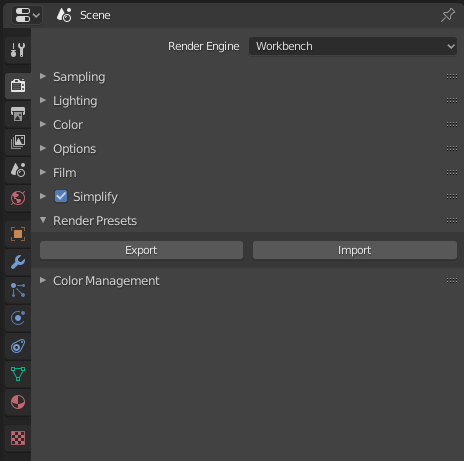 Scene
Render Engine Workbench
Sampling
Lighting
Color
Options
Film
Simplify
Render Presets
Export Import
Color Management